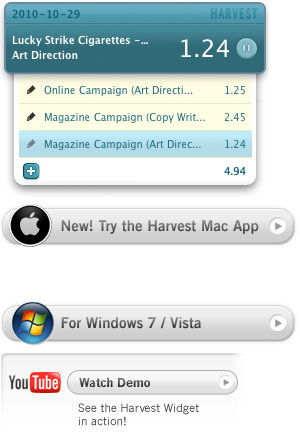 2010-10-29 HARVEST
Lucky Strike Cigarettes -...
Art Direction
1.24
Online Campaign (Art Directi... 1.25
Magazine Campaign (Copy Writ... 2.45
Magazine Campaign (Art Direc... 1.24
4.94
New! Try the Harvest Mac App
For Windows 7 / Vista
YouTube Watch Demo
See the Harvest Widget
in action!